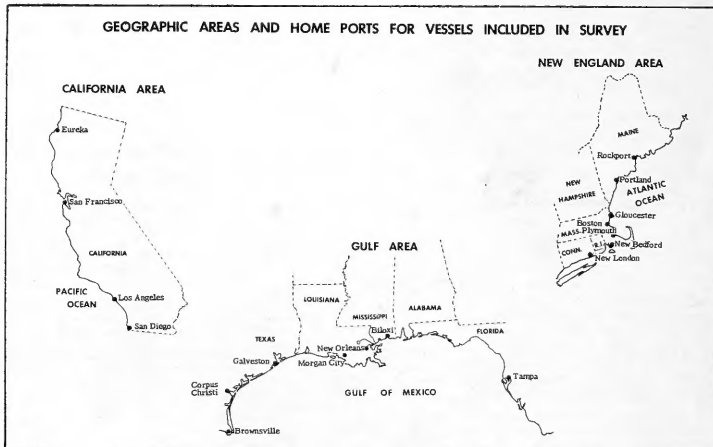 GEOGRAPHIC AREAS AND HOME PORTS FOR VESSELS INCLUDED IN SURVEY
CALIFORNIA AREA
Eureka
San Francisco
CALIFORNIA
PACIFIC
OCEAN
Los Angeles
San Diego
GULF AREA
LOUISIANA
MISSISSIPPI
ALABAMA
TEXAS
Biloxi
FLORIDA
New Orleans
Galveston
Morgan City
Corpus
Christi
GULF OF MEXICO
Tampa
Brownsville
NEW ENGLAND AREA
MAINE
Rockport
Portland
NEW
HAMPSHIRE
ATLANTIC
OCEAN
Gloucester
Boston
MASS.
Plymouth
CONN.
R.I.
New Bedford
New London